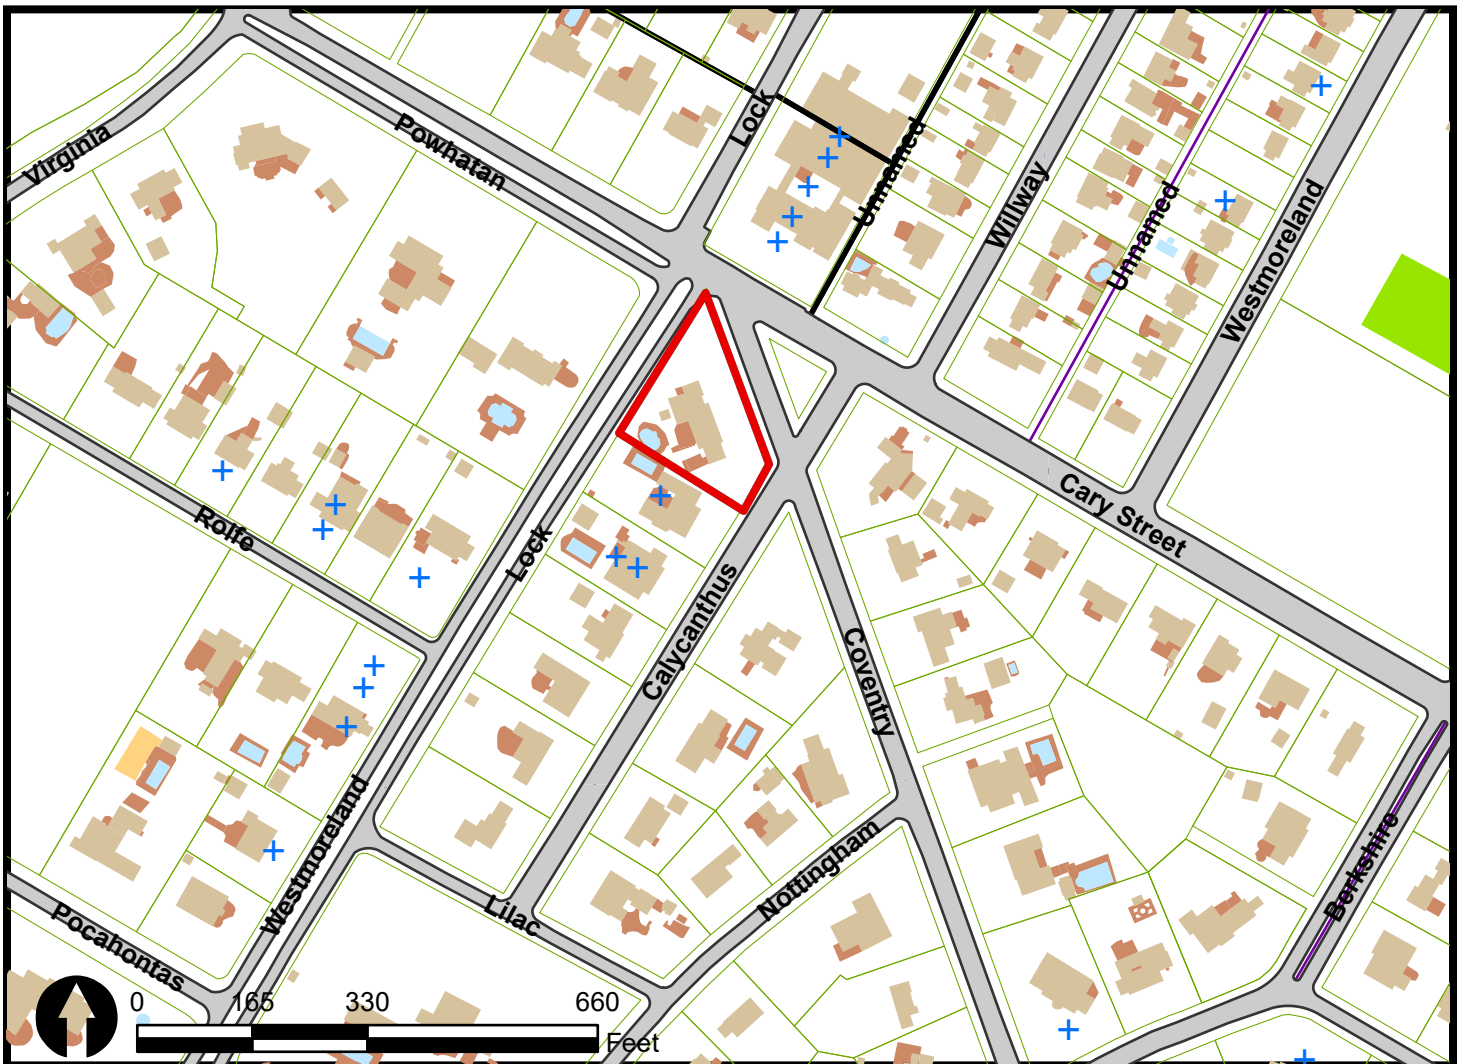 Virginia
Powhatan
Lock
Unnamed
Willway
Unnamed
Westmoreland
Cary Street
Rolfe
Lock
Calycanthus
Coventry
Westmoreland
Nottingham
Berkshire
Lilac
Pocahontas
0 165 330 660
Feet